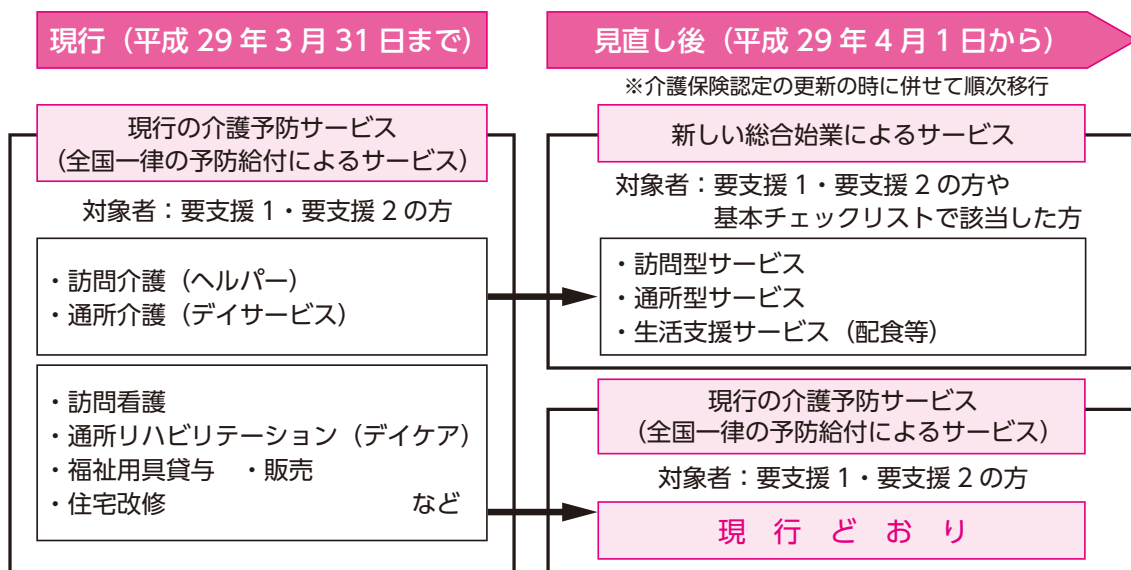 現行（平成 29 年 3 月 31 日まで）
現行の介護予防サービス
（全国一律の予防給付によるサービス）
対象者：要支援 1・要支援 2 の方
・訪問介護（ヘルパー）
・通所介護（デイサービス）
・訪問看護
・通所リハビリテーション（デイケア）
・福祉用具貸与　・販売
・住宅改修　など
見直し後（平成 29 年 4 月 1 日から）
※介護保険認定の更新の時に併せて順次移行
新しい総合始業によるサービス
対象者：要支援 1・要支援 2 の方や
基本チェックリストで該当した方
・訪問型サービス
・通所型サービス
・生活支援サービス（配食等）
現行の介護予防サービス
（全国一律の予防給付によるサービス）
対象者：要支援 1・要支援 2 の方
現 行 ど お り